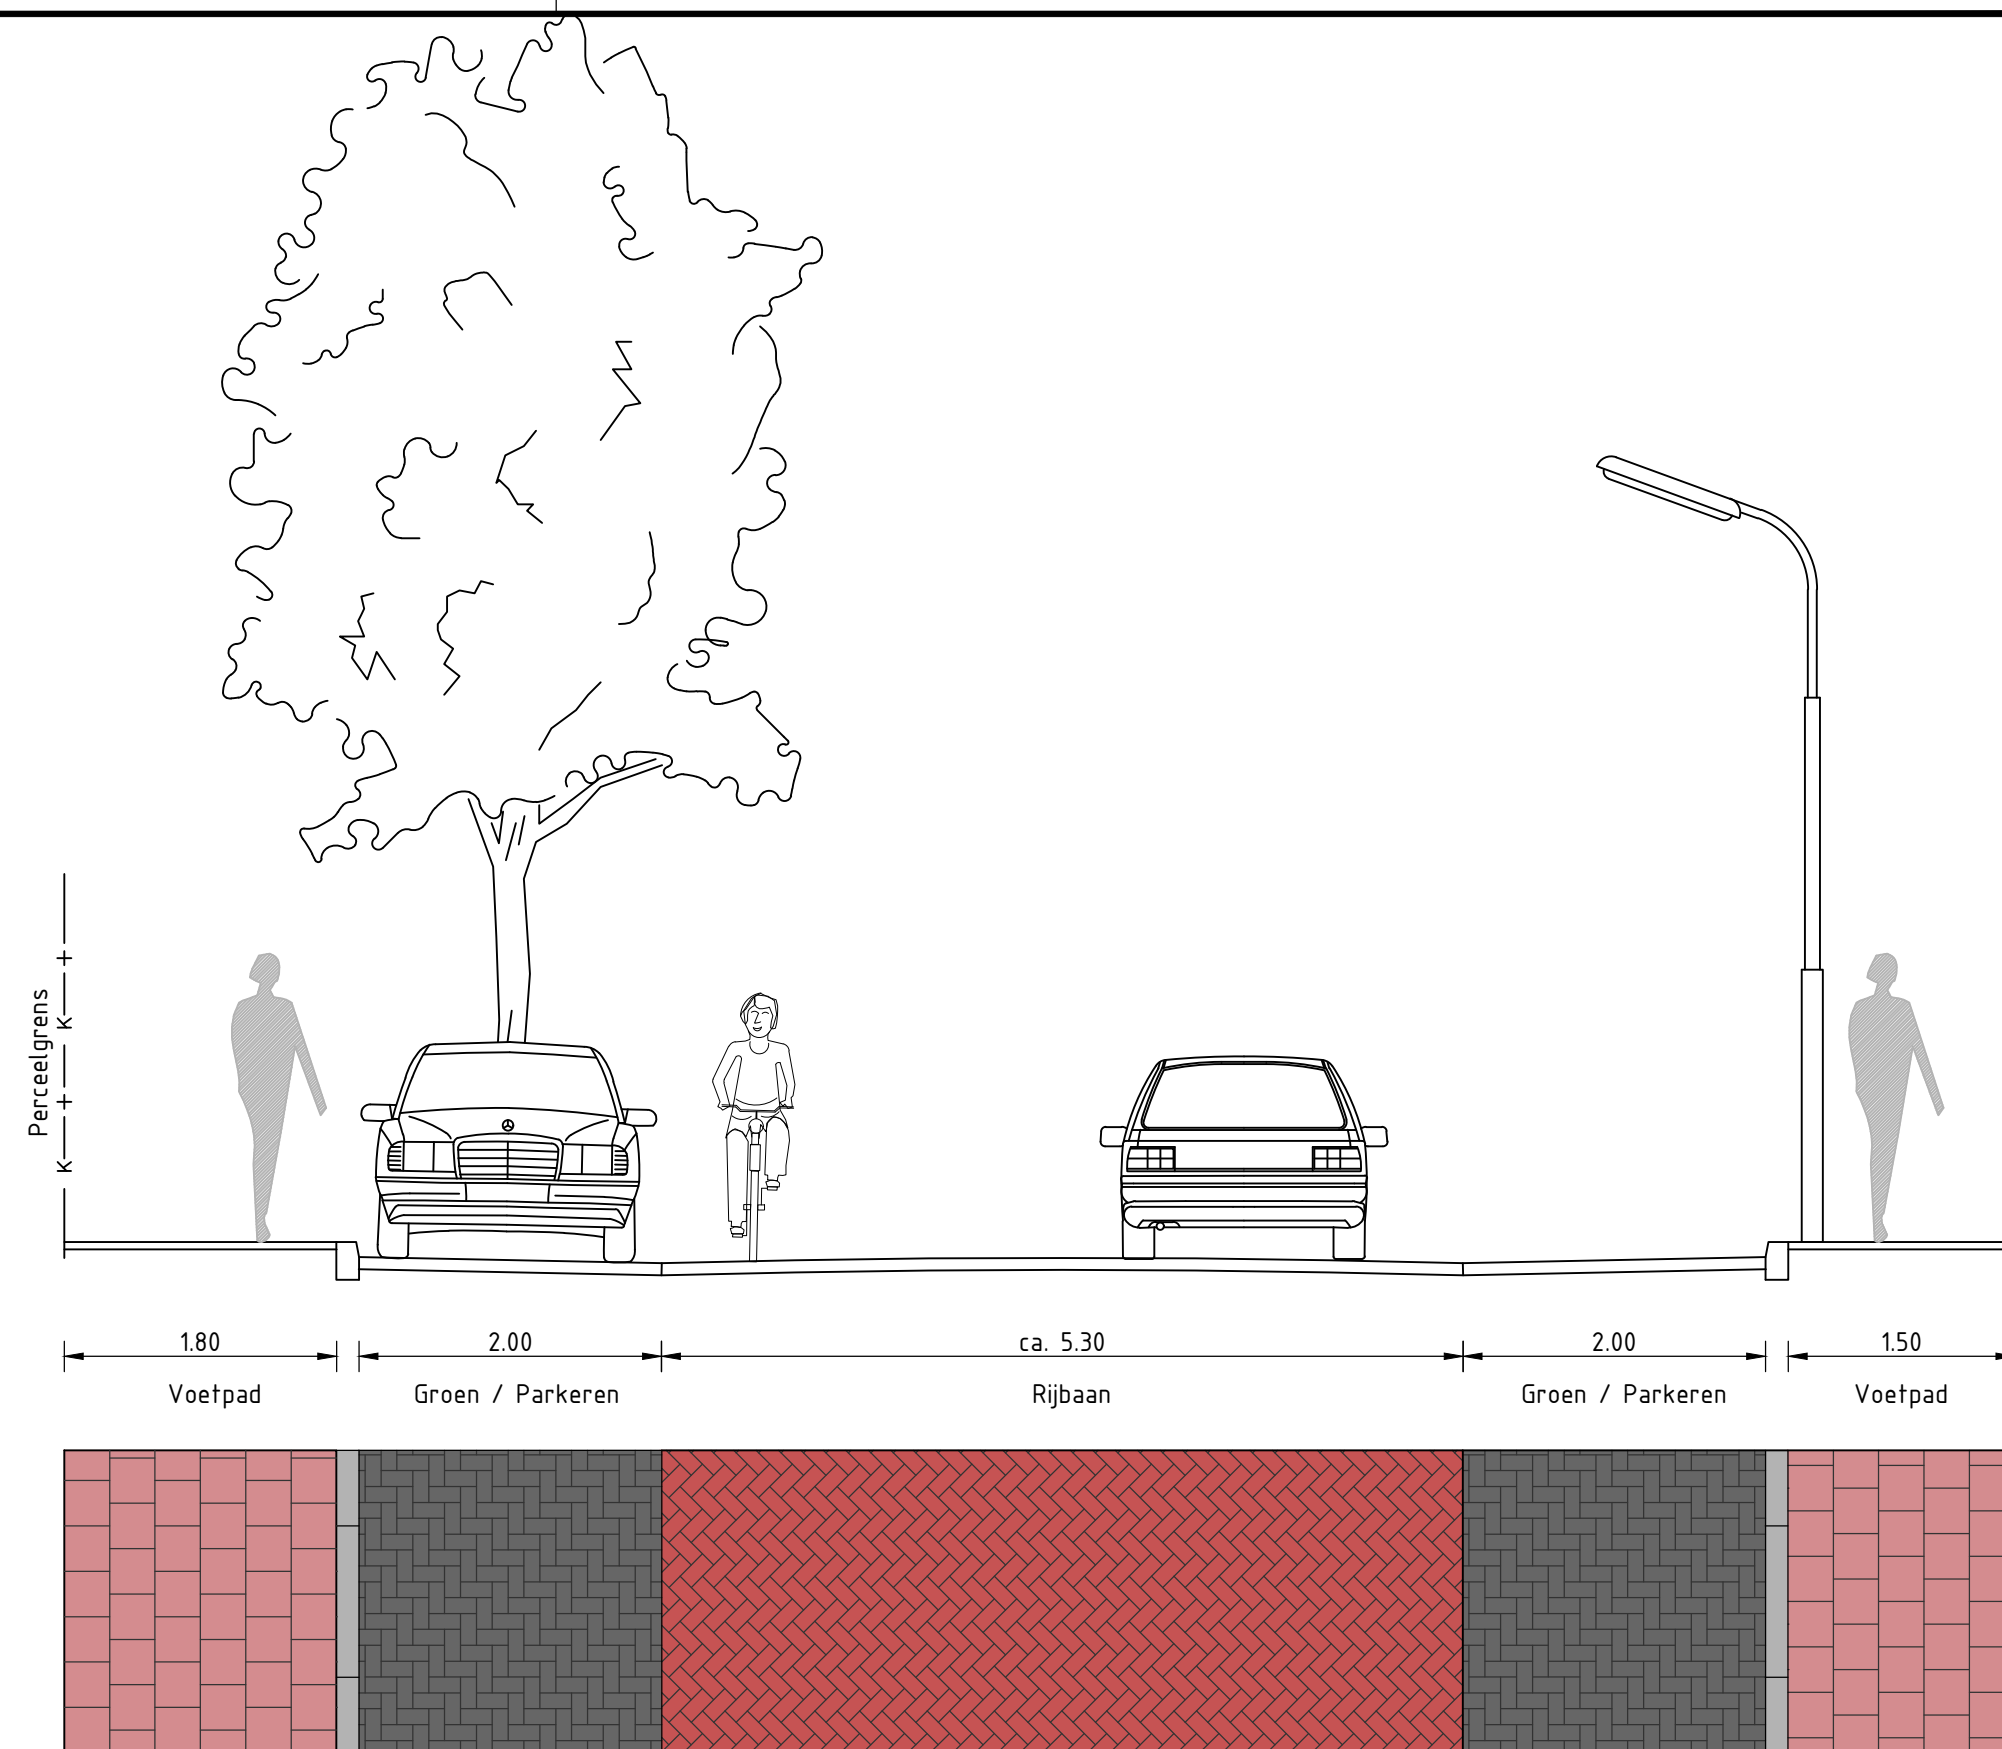 Perceelgrens
K + K +
1.80 2.00 ca. 5.30 2.00 1.50
Voetpad Groen / Parkeren Rijbaan Groen / Parkeren Voetpad